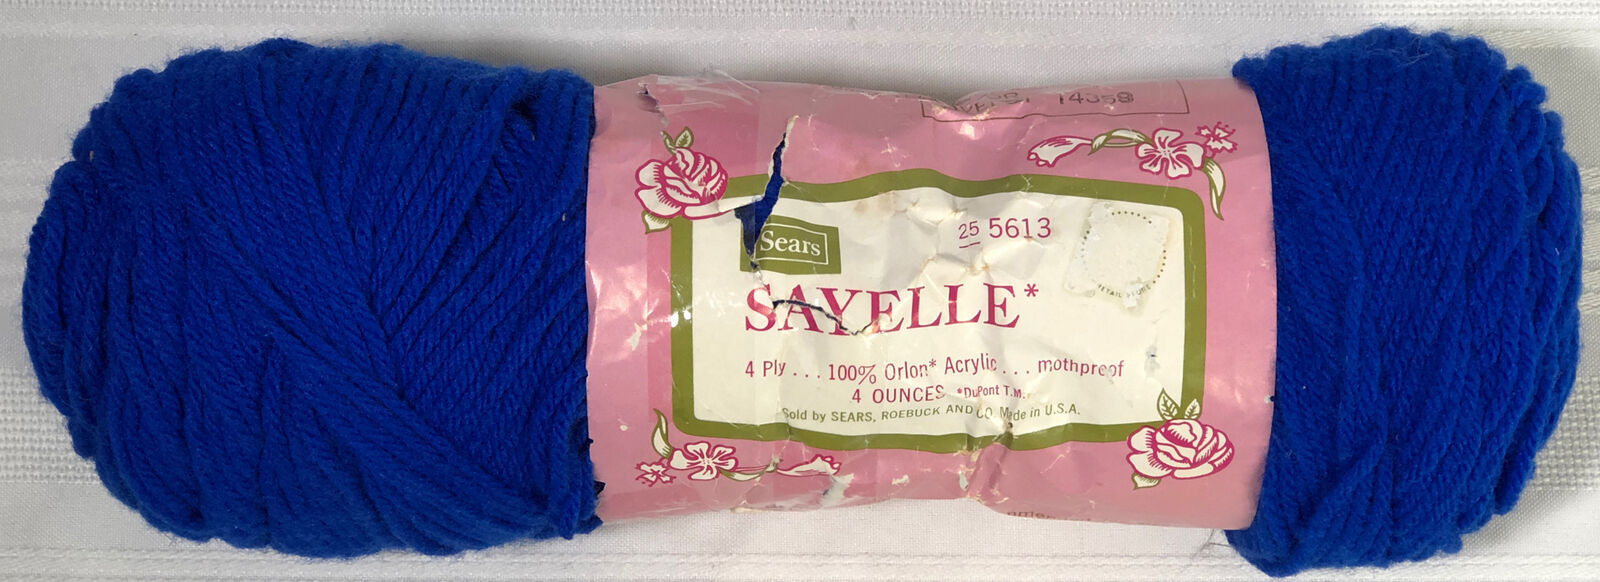 14358
Sears
25 5613
SAYELLE*
4 Ply . . . 100% Orlon* Acrylic . . . mothproof
4 OUNCES *DuPont T.M.
Sold by SEARS, ROEBUCK AND CO. Made in U.S.A.